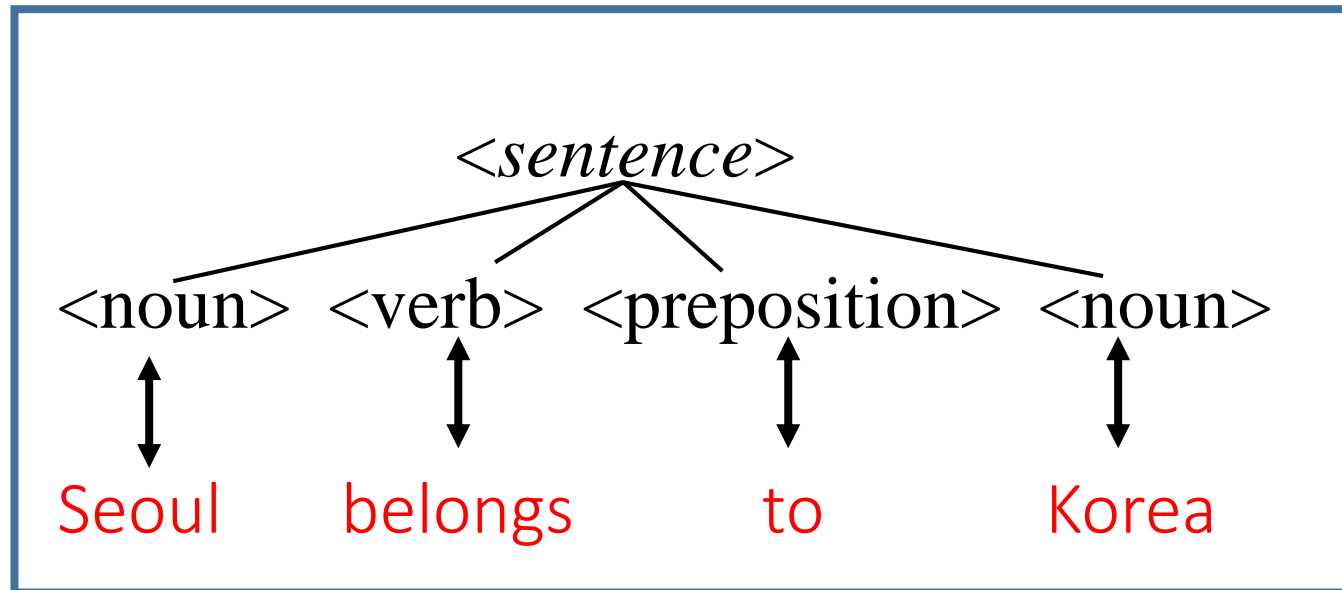 <sentence>
<noun> <verb> <preposition> <noun>
Seoul belongs to Korea